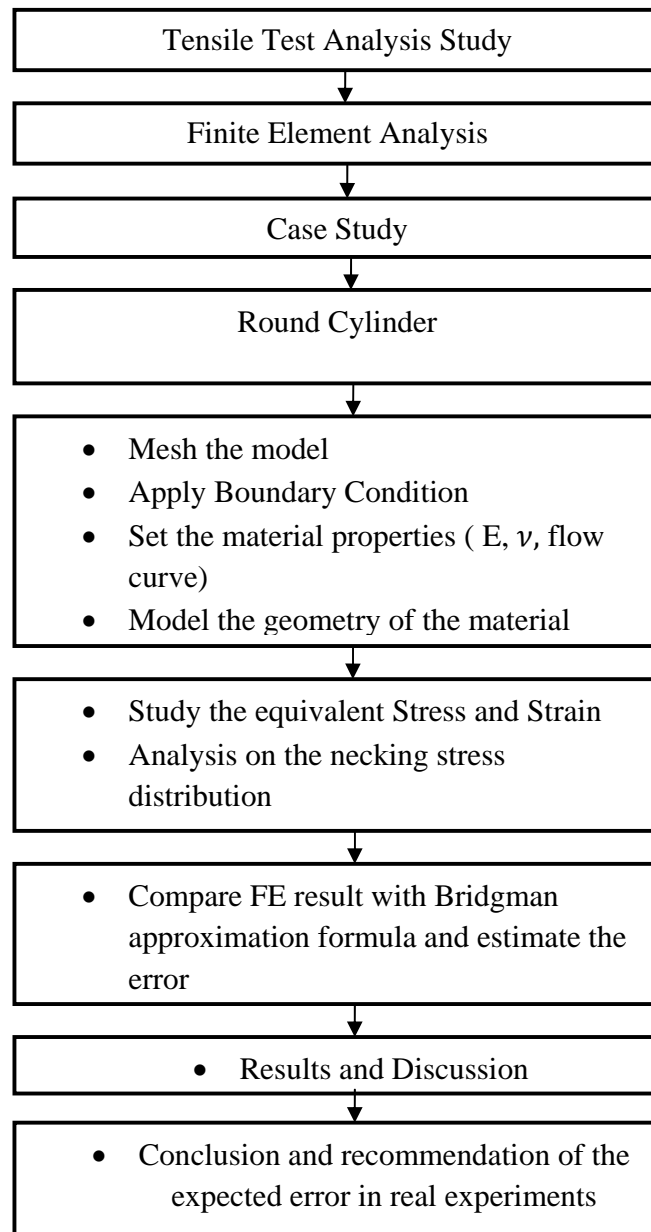 Tensile Test Analysis Study
Finite Element Analysis
Case Study
Round Cylinder
• Mesh the model
• Apply Boundary Condition
• Set the material properties ( E, ν, flow
curve)
• Model the geometry of the material
• Study the equivalent Stress and Strain
• Analysis on the necking stress
distribution
• Compare FE result with Bridgman
approximation formula and estimate the
error
• Results and Discussion
• Conclusion and recommendation of the
expected error in real experiments